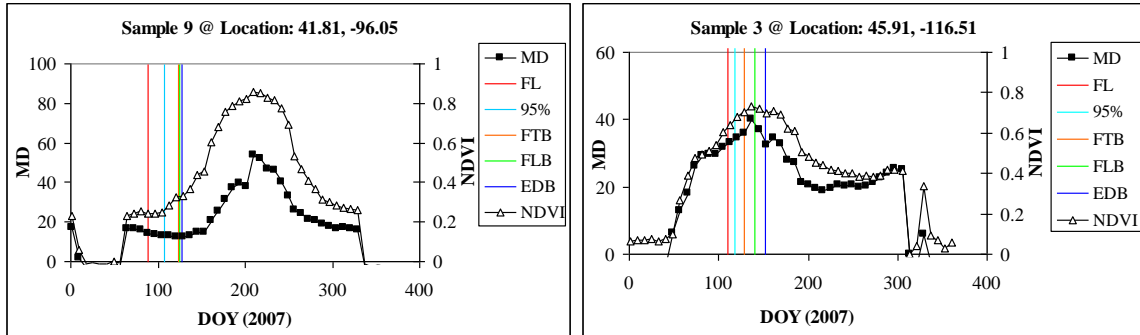 Sample 9 @ Location: 41.81, -96.05
100
80
60
40
20
0
MD
1
0.8
0.6
0.4
0.2
0
NDVI
0 100 200 300 400
DOY (2007)
MD
FL
95%
FTB
FLB
EDB
NDVI
Sample 3 @ Location: 45.91, -116.51
60
40
20
0
MD
1
0.8
0.6
0.4
0.2
0
NDVI
0 100 200 300 400
DOY (2007)
MD
FL
95%
FTB
FLB
EDB
NDVI